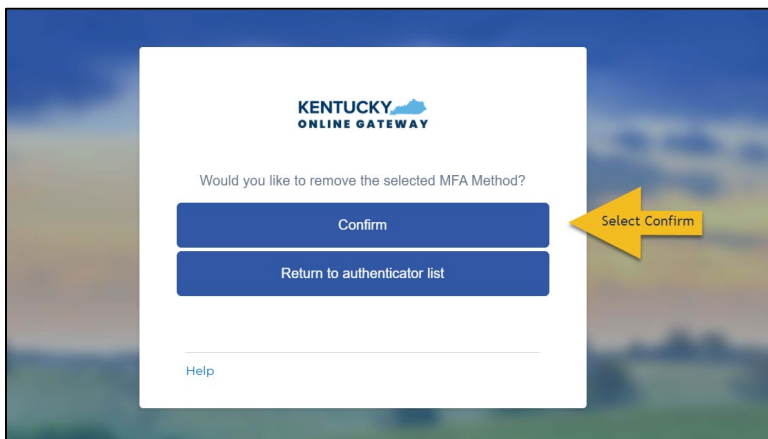 KENTUCKY
ONLINE GATEWAY
Would you like to remove the selected MFA Method?
Confirm
Select Confirm
Return to authenticator list
Help